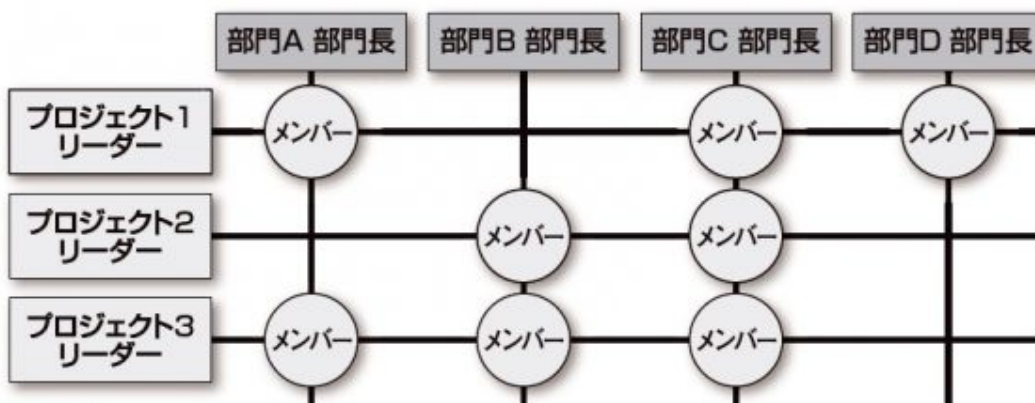 部門A 部門長
部門B 部門長
部門C 部門長
部門D 部門長
プロジェクト1
リーダー
メンバー
メンバー
メンバー
プロジェクト2
リーダー
メンバー
メンバー
プロジェクト3
リーダー
メンバー
メンバー
メンバー